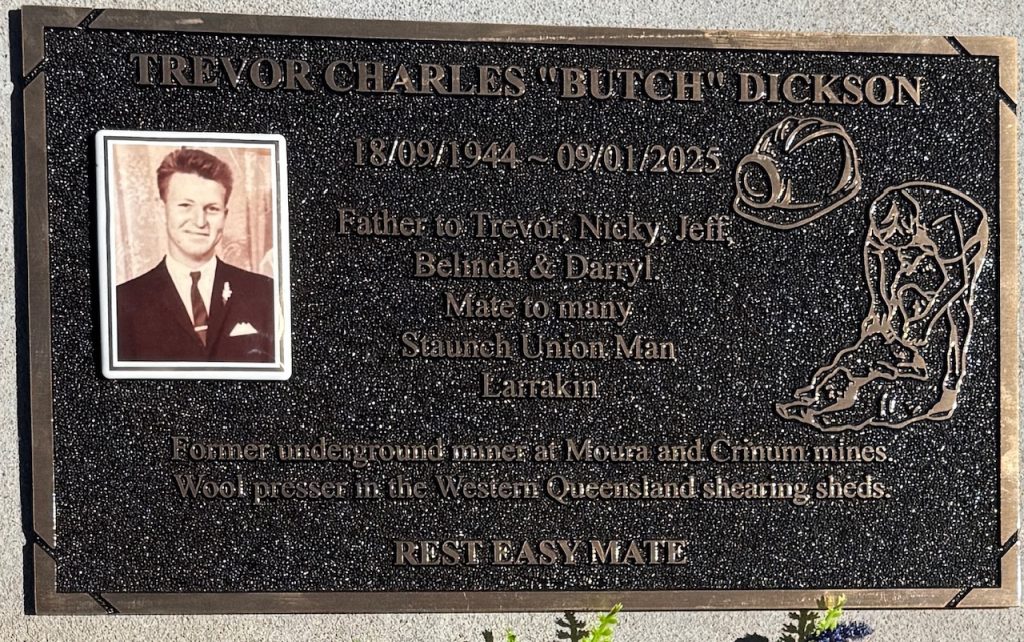 TREVOR CHARLES "BUTCH" DICKSON
18/09/1944 ~ 09/01/2025
Father to Trevor, Nicky, Jeff,
Belinda & Darryl.
Mate to many
Staunch Union Man
Larrakin
Former underground miner at Moura and Crinum mines.
Wool presser in the Western Queensland shearing sheds.
REST EASY MATE